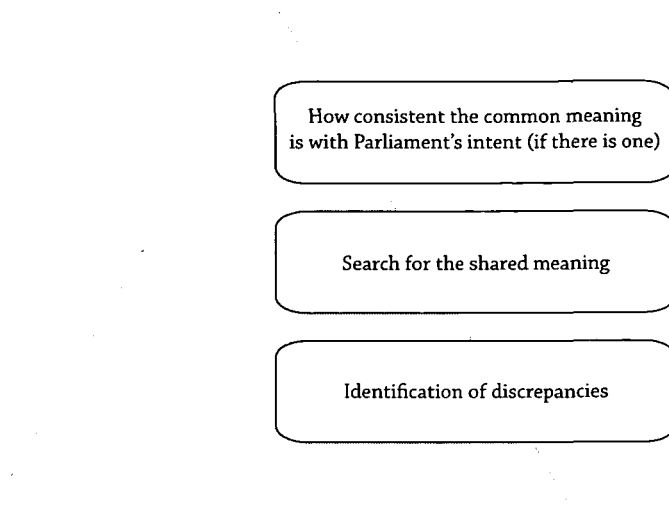 How consistent the common meaning
is with Parliament's intent (if there is one)
Search for the shared meaning
Identification of discrepancies